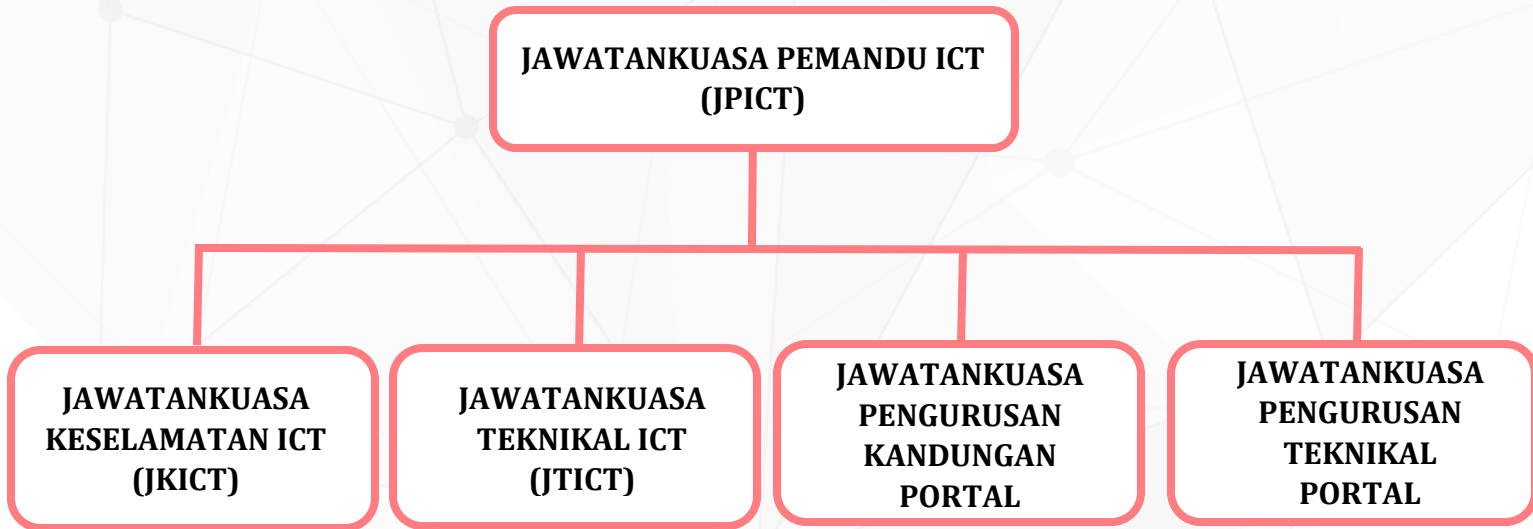 JAWATANKUASA PEMANDU ICT
(JPICT)
JAWATANKUASA
KESELAMATAN ICT
(JKICT)
JAWATANKUASA
TEKNIKAL ICT
(JTICT)
JAWATANKUASA
PENGURUSAN
KANDUNGAN
PORTAL
JAWATANKUASA
PENGURUSAN
TEKNIKAL
PORTAL